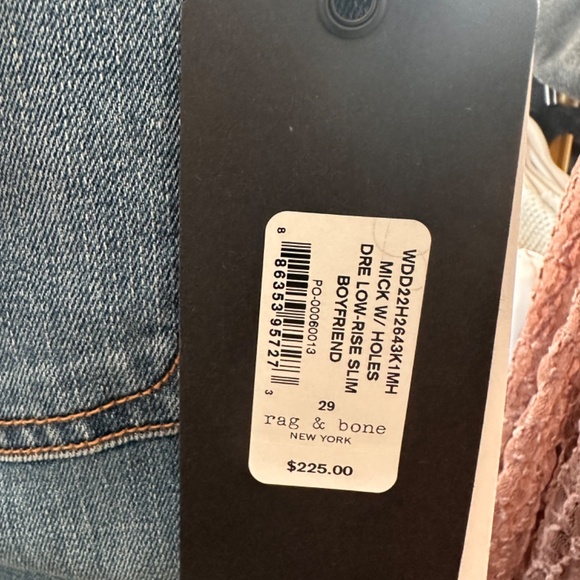 WDD22H2643K1MH
MICK W/ HOLES
DRE LOW-RISE SLIM
BOYFRIEND
PO-00060013
8 86353 95727 3
29
rag & bone
NEW YORK
$225.00